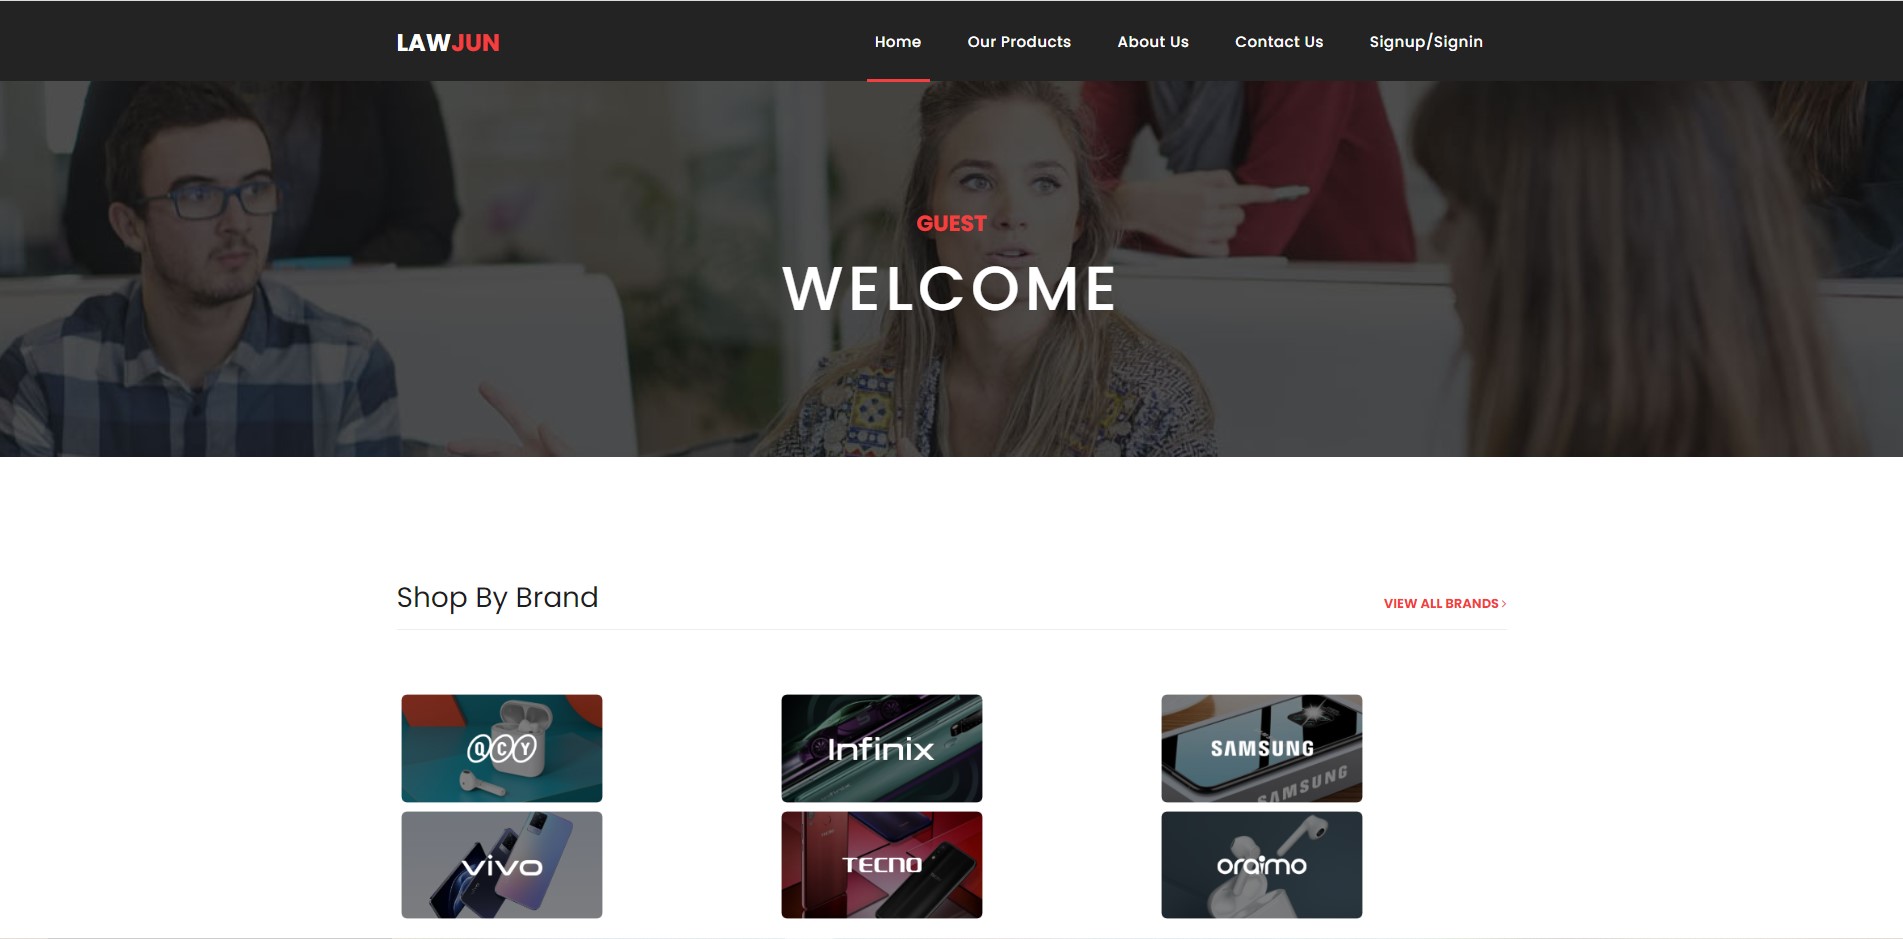 LAWJUN
Home
Our Products
About Us
Contact Us
Signup/Signin
GUEST
WELCOME
Shop By Brand
VIEW ALL BRANDS
QCY
Infinix
SAMSUNG
SAMSUNG
vivo
TECNO
oraimo